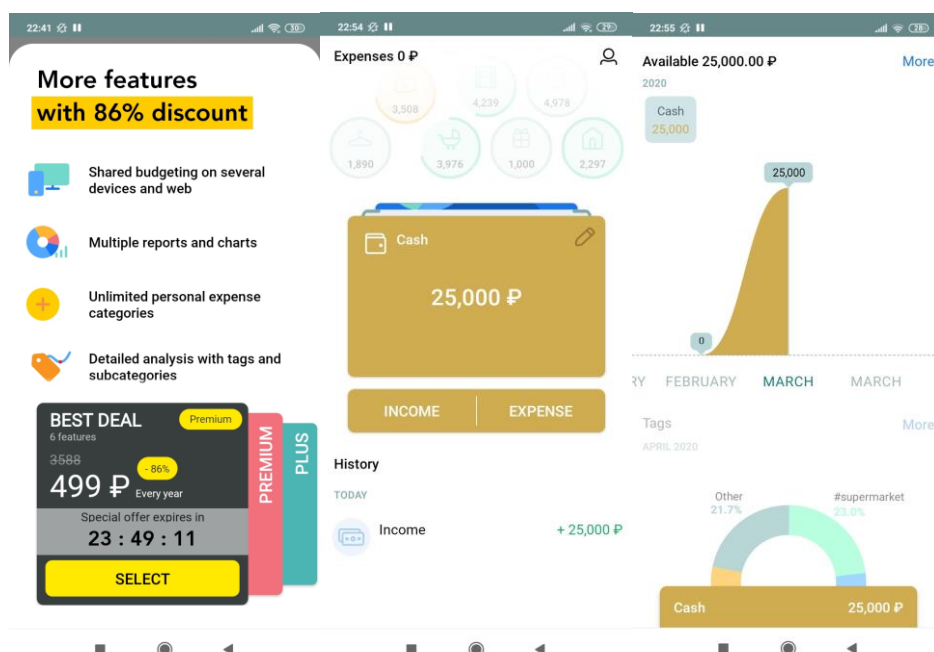 22:41
30
More features
with 86% discount
Shared budgeting on several
devices and web
Multiple reports and charts
Unlimited personal expense
categories
Detailed analysis with tags and
subcategories
BEST DEAL
Premium
6 features
3588
- 86%
499 ₽ Every year
Special offer expires in
23 : 49 : 11
SELECT
PREMIUM
PLUS
22:54
29
Expenses 0 ₽
3,508
4,239
4,978
1,890
3,976
1,000
2,297
Cash
25,000 ₽
INCOME
EXPENSE
History
TODAY
Income
+ 25,000 ₽
22:55
28
Available 25,000.00 ₽
More
2020
Cash
25,000
25,000
0
RY
FEBRUARY
MARCH
MARCH
Tags
More
APRIL 2020
Other
21.7%
#supermarket
23.0%
Cash
25,000 ₽